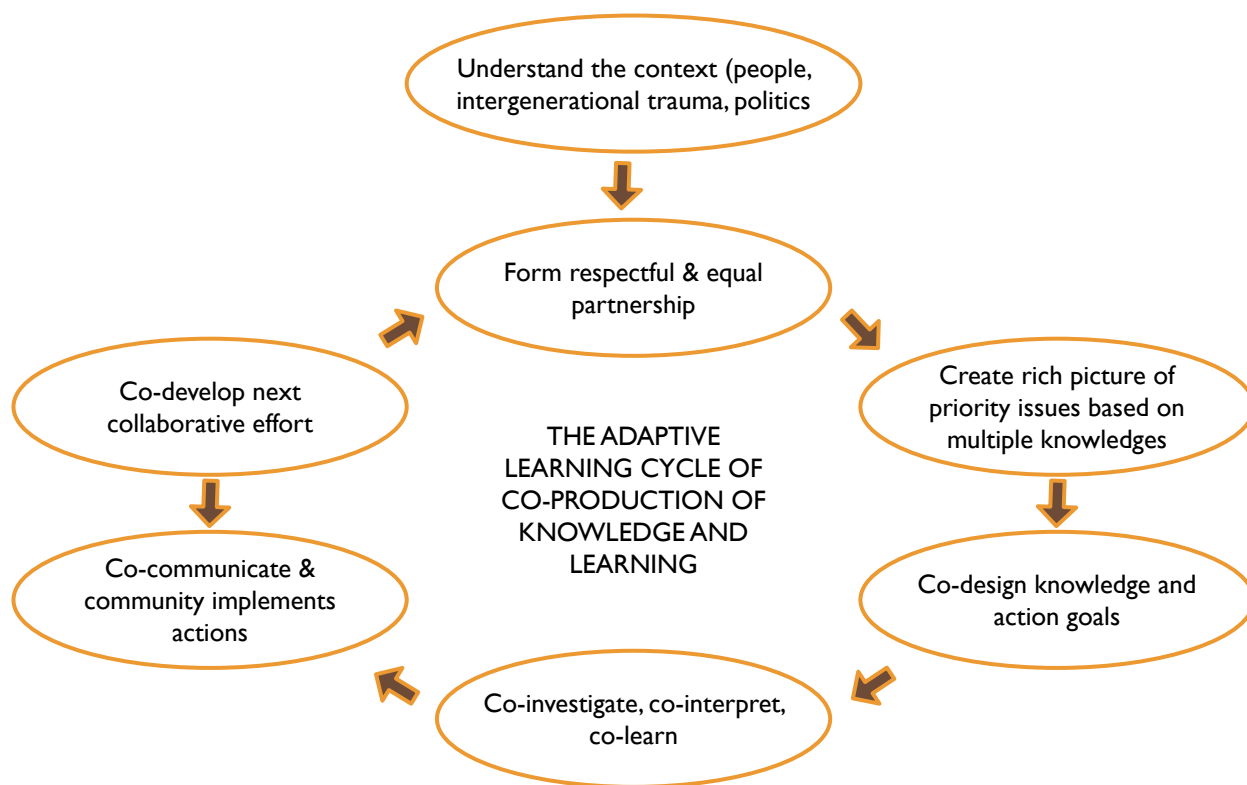 Understand the context (people,
intergenerational trauma, politics
Form respectful & equal
partnership
Create rich picture of
priority issues based on
multiple knowledges
Co-design knowledge and
action goals
Co-investigate, co-interpret,
co-learn
Co-communicate &
community implements
actions
Co-develop next
collaborative effort
THE ADAPTIVE
LEARNING CYCLE OF
CO-PRODUCTION OF
KNOWLEDGE AND
LEARNING